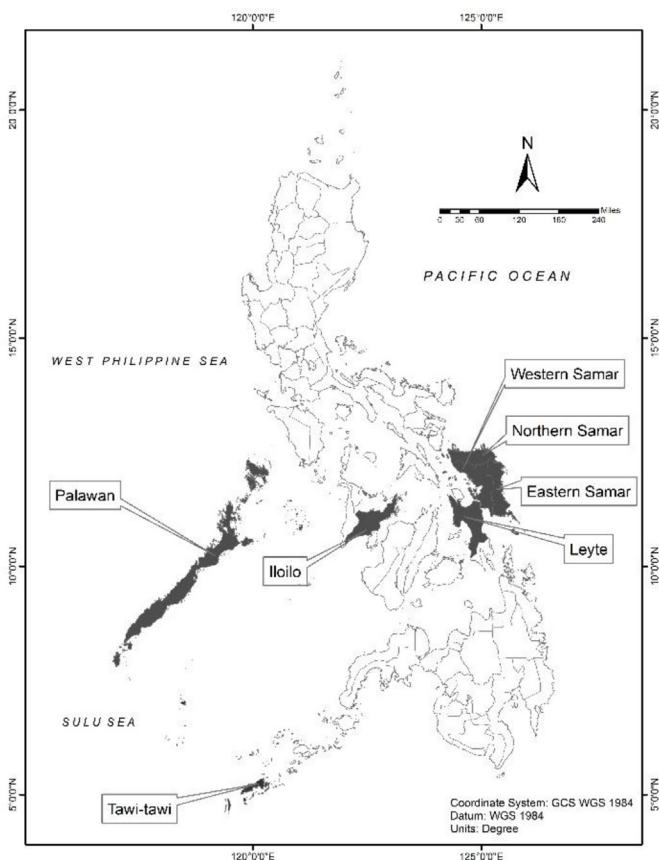 120°0'0"E
125°0'0"E
20°0'0"N
20°0'0"N
N
Miles
0 30 60 120 180 240
PACIFIC OCEAN
15°0'0"N
15°0'0"N
WEST PHILIPPINE SEA
Western Samar
Northern Samar
Eastern Samar
Palawan
Iloilo
Leyte
10°0'0"N
10°0'0"N
SULU SEA
Tawi-tawi
5°0'0"N
5°0'0"N
Coordinate System: GCS WGS 1984
Datum: WGS 1984
Units: Degree
120°0'0"E
125°0'0"E